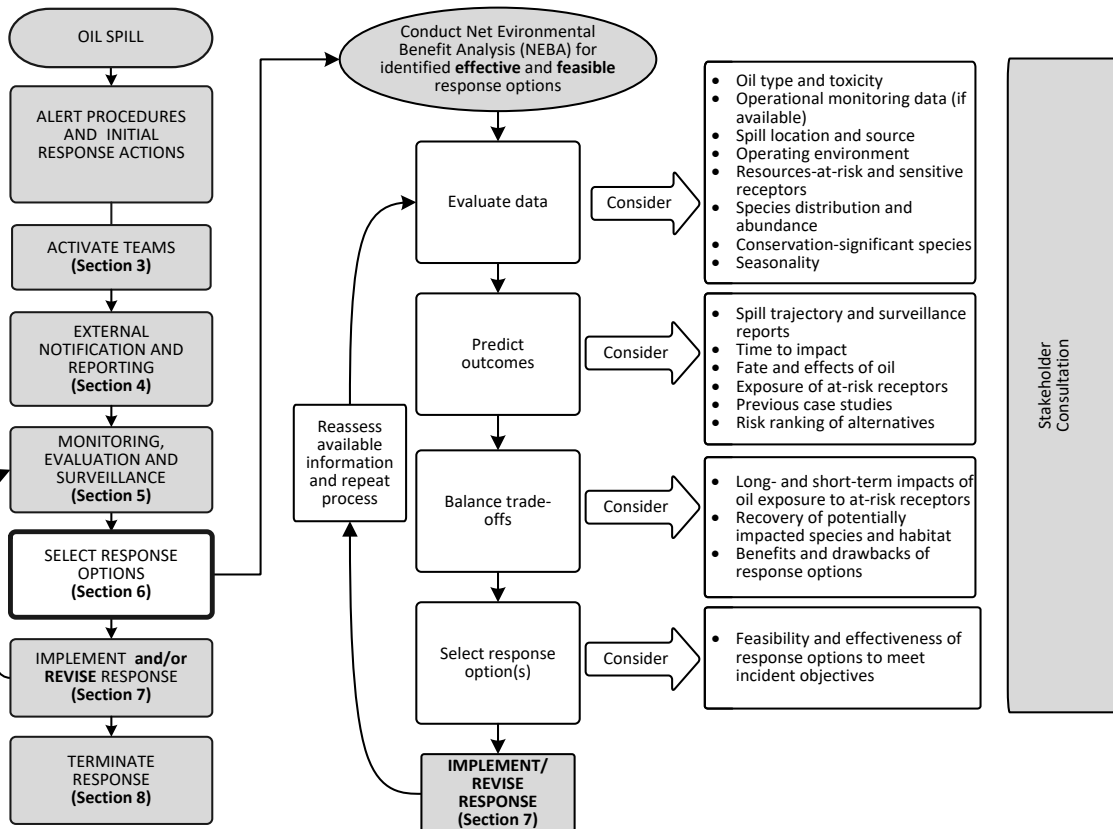 OIL SPILL
ALERT PROCEDURES
AND INITIAL
RESPONSE ACTIONS
ACTIVATE TEAMS
(Section 3)
EXTERNAL
NOTIFICATION AND
REPORTING
(Section 4)
MONITORING,
EVALUATION AND
SURVEILLANCE
(Section 5)
SELECT RESPONSE
OPTIONS
(Section 6)
IMPLEMENT and/or
REVISE RESPONSE
(Section 7)
TERMINATE
RESPONSE
(Section 8)
Conduct Net Evironmental
Benefit Analysis (NEBA) for
identified effective and feasible
response options
Evaluate data
Consider
• Oil type and toxicity
• Operational monitoring data (if
available)
• Spill location and source
• Operating environment
• Resources-at-risk and sensitive
receptors
• Species distribution and
abundance
• Conservation-significant species
• Seasonality
Predict
outcomes
Consider
• Spill trajectory and surveillance
reports
• Time to impact
• Fate and effects of oil
• Exposure of at-risk receptors
• Previous case studies
• Risk ranking of alternatives
Reassess
available
information
and repeat
process
Balance trade-
offs
Consider
• Long- and short-term impacts of
oil exposure to at-risk receptors
• Recovery of potentially
impacted species and habitat
• Benefits and drawbacks of
response options
Select response
option(s)
Consider
• Feasibility and effectiveness of
response options to meet
incident objectives
IMPLEMENT/
REVISE
RESPONSE
(Section 7)
Stakeholder
Consultation